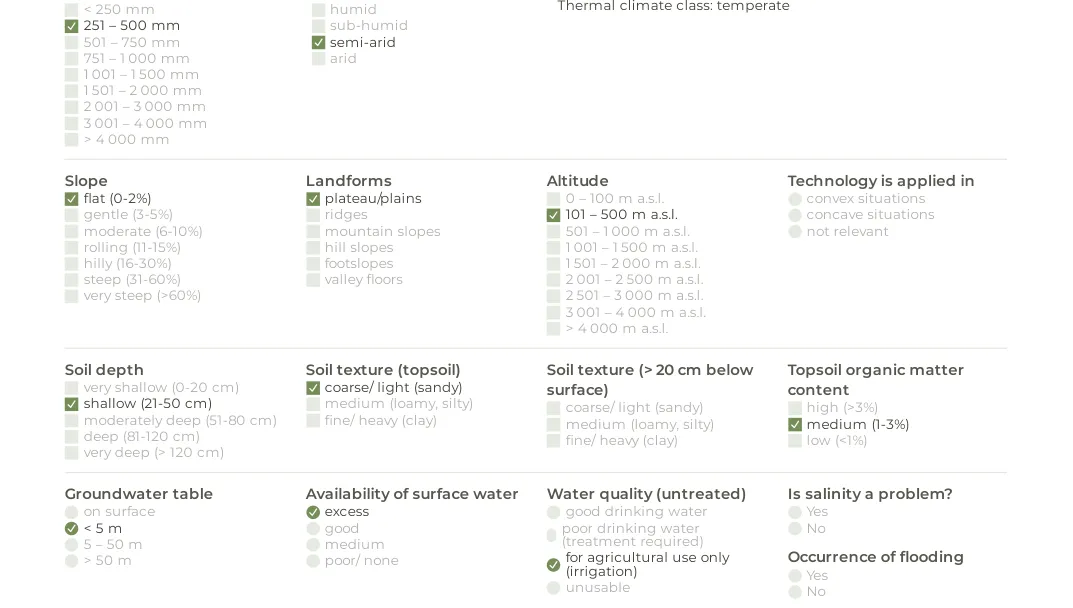 < 250 mm
251 – 500 mm
501 – 750 mm
751 – 1 000 mm
1 001 – 1 500 mm
1 501 – 2 000 mm
2 001 – 3 000 mm
3 001 – 4 000 mm
> 4 000 mm
humid
sub-humid
semi-arid
arid
Thermal climate class: temperate
Slope
flat (0-2%)
gentle (3-5%)
moderate (6-10%)
rolling (11-15%)
hilly (16-30%)
steep (31-60%)
very steep (>60%)
Landforms
plateau/plains
ridges
mountain slopes
hill slopes
footslopes
valley floors
Altitude
0 – 100 m a.s.l.
101 – 500 m a.s.l.
501 – 1 000 m a.s.l.
1 001 – 1 500 m a.s.l.
1 501 – 2 000 m a.s.l.
2 001 – 2 500 m a.s.l.
2 501 – 3 000 m a.s.l.
3 001 – 4 000 m a.s.l.
> 4 000 m a.s.l.
Technology is applied in
convex situations
concave situations
not relevant
Soil depth
very shallow (0-20 cm)
shallow (21-50 cm)
moderately deep (51-80 cm)
deep (81-120 cm)
very deep (> 120 cm)
Soil texture (topsoil)
coarse/ light (sandy)
medium (loamy, silty)
fine/ heavy (clay)
Soil texture (> 20 cm below
surface)
coarse/ light (sandy)
medium (loamy, silty)
fine/ heavy (clay)
Topsoil organic matter
content
high (>3%)
medium (1-3%)
low (<1%)
Groundwater table
on surface
< 5 m
5 – 50 m
> 50 m
Availability of surface water
excess
good
medium
poor/ none
Water quality (untreated)
good drinking water
poor drinking water
(treatment required)
for agricultural use only
(irrigation)
unusable
Is salinity a problem?
Yes
No
Occurrence of flooding
Yes
No